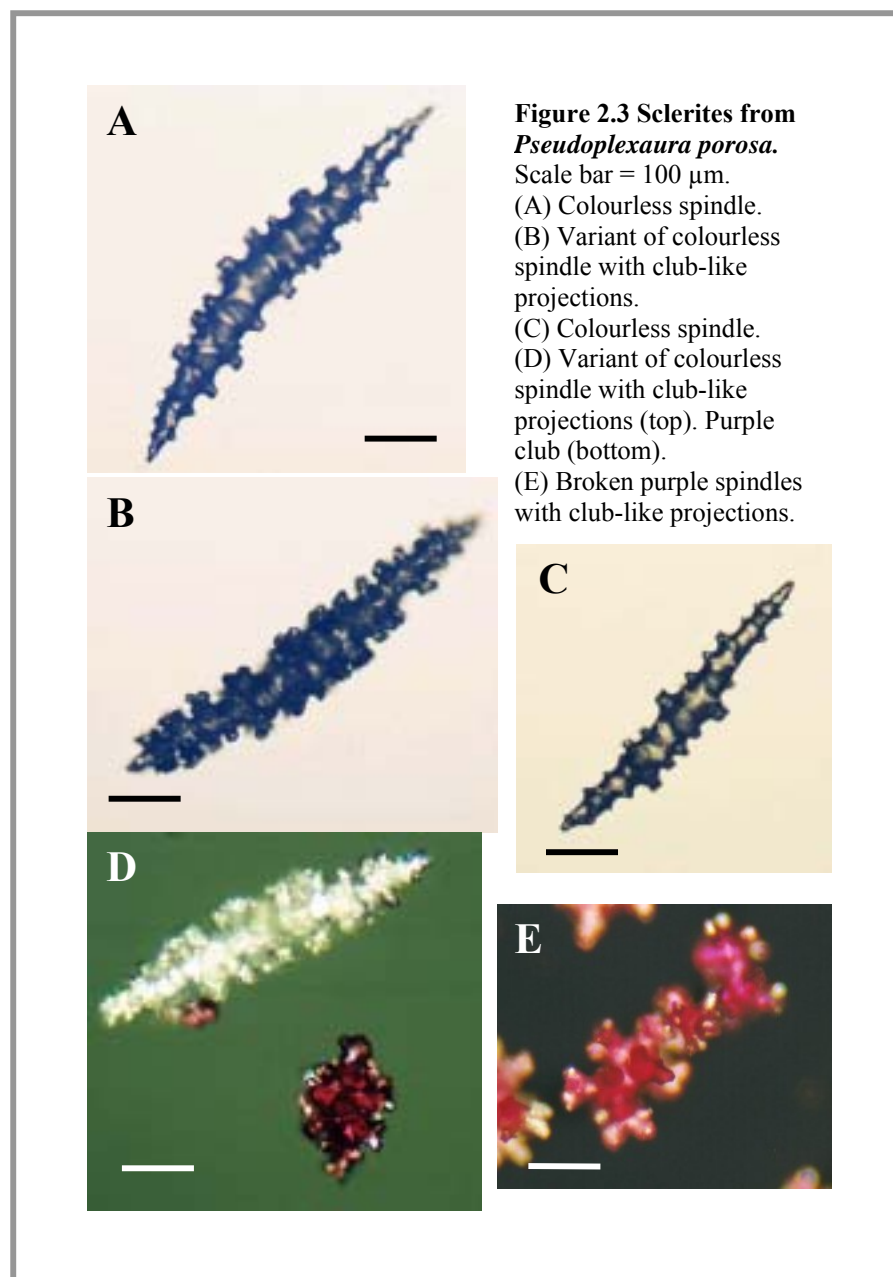 A
Figure 2.3 Sclerites from
Pseudoplexaura porosa.
Scale bar = 100 µm.
(A) Colourless spindle.
(B) Variant of colourless
spindle with club-like
projections.
(C) Colourless spindle.
(D) Variant of colourless
spindle with club-like
projections (top). Purple
club (bottom).
(E) Broken purple spindles
with club-like projections.
B
C
D
E